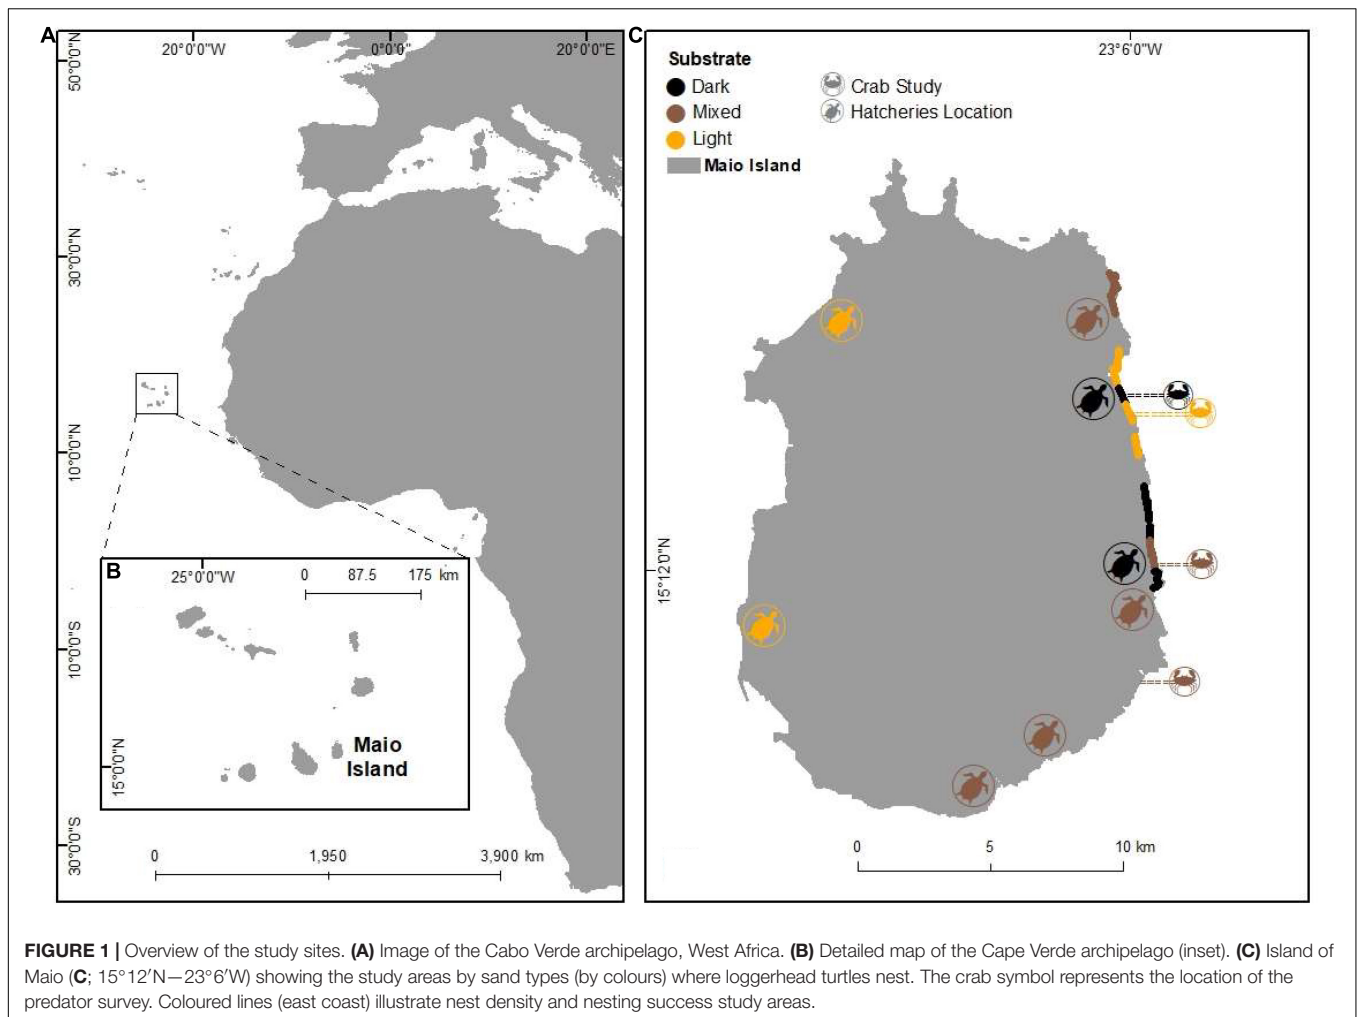 A
20°0'0"W
0°0'0"
20°0'0"E
50°0'0"N
30°0'0"N
10°0'0"N
10°0'0"S
30°0'0"S
B
25°0'0"W
0
87.5
175 km
15°0'0"N
Maio
Island
0
1,950
3,900 km
C
23°6'0"W
Substrate
Dark
Mixed
Light
Maio Island
Crab Study
Hatcheries Location
15°12'0"N
0
5
10 km
FIGURE 1 | Overview of the study sites. (A) Image of the Cabo Verde archipelago, West Africa. (B) Detailed map of the Cape Verde archipelago (inset). (C) Island of
Maio (C; 15°12′N—23°6′W) showing the study areas by sand types (by colours) where loggerhead turtles nest. The crab symbol represents the location of the
predator survey. Coloured lines (east coast) illustrate nest density and nesting success study areas.